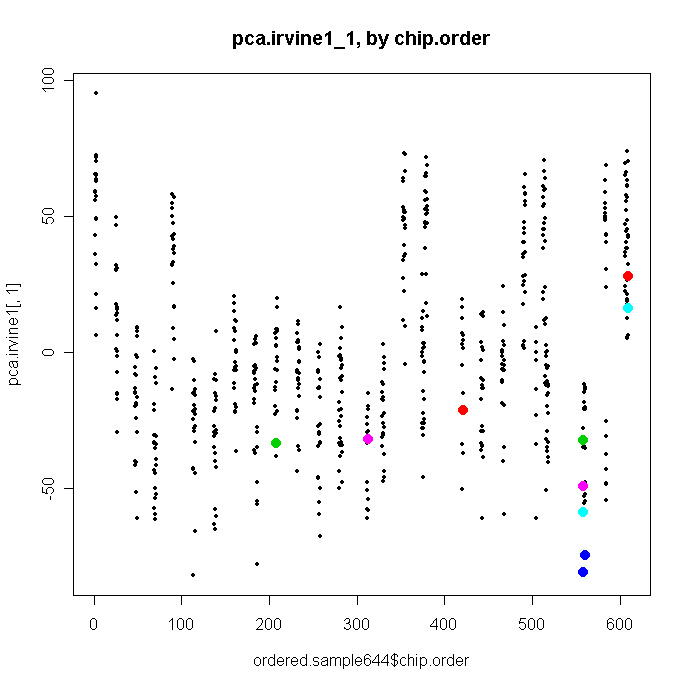 pca.irvine1_1, by chip.order
100
50
0
-50
pca.irvine1[, 1]
0 100 200 300 400 500 600
ordered.sample644$chip.order